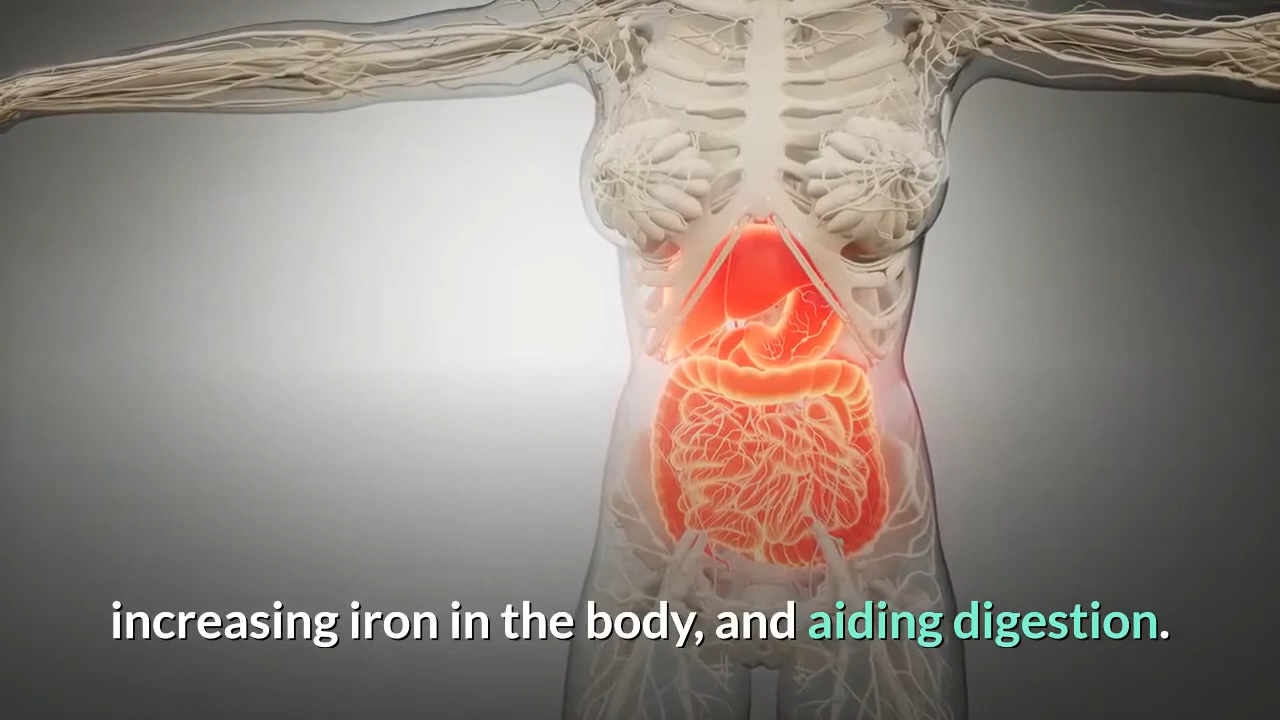 increasing iron in the body, and aiding digestion.